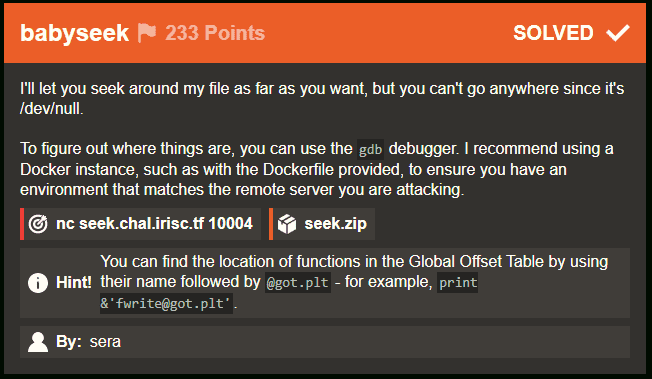 babyseek 233 Points SOLVED
I'll let you seek around my file as far as you want, but you can't go anywhere since it's
/dev/null.
To figure out where things are, you can use the gdb debugger. I recommend using a
Docker instance, such as with the Dockerfile provided, to ensure you have an
environment that matches the remote server you are attacking.
nc seek.chal.irisc.tf 10004 seek.zip
Hint! You can find the location of functions in the Global Offset Table by using
their name followed by @got.plt - for example, print
&'fwrite@got.plt'.
By: sera